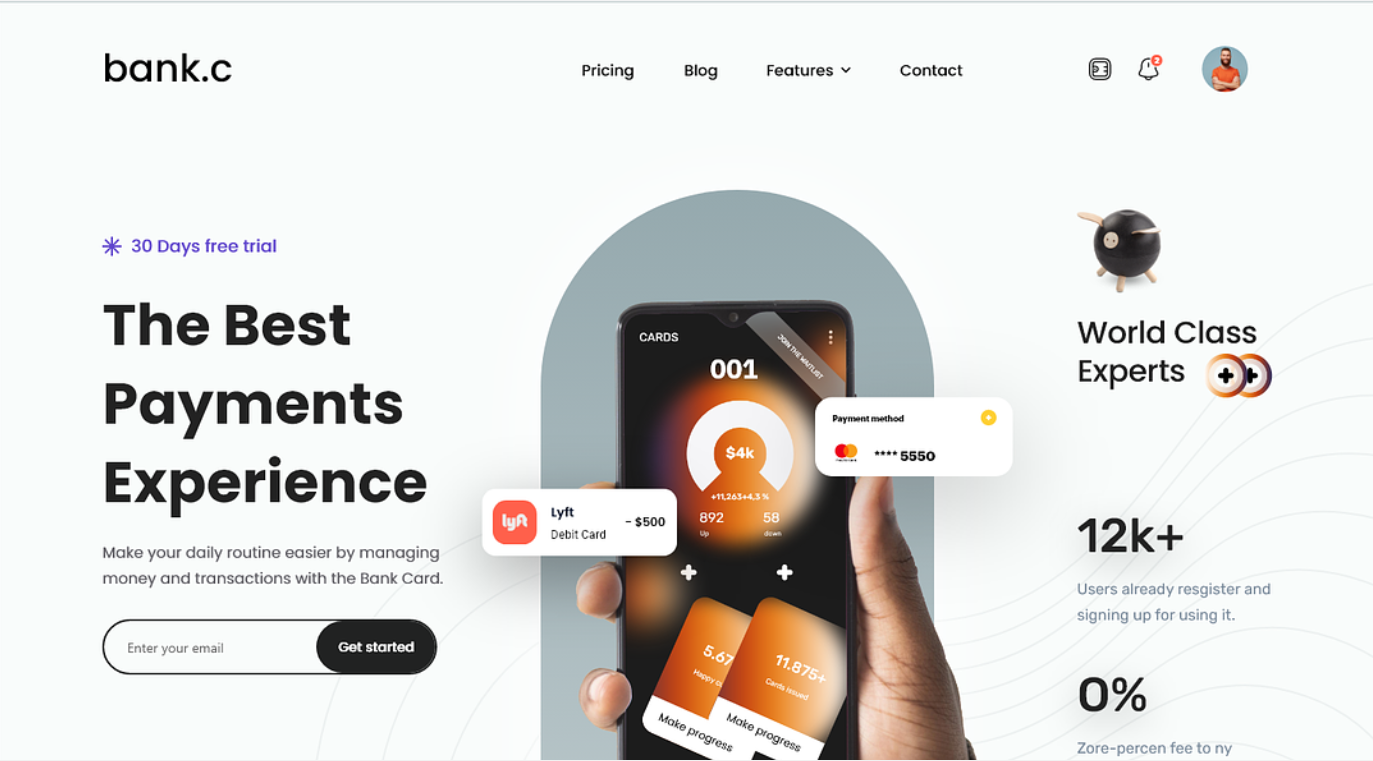 bank.c
Pricing
Blog
Features
Contact
2
30 Days free trial
The Best
Payments
Experience
Make your daily routine easier by managing
money and transactions with the Bank Card.
Enter your email
Get started
CARDS
JOIN THE WAITLIST
001
$4k
+11,263+4,3 %
892
58
Up
down
Payment method
**** 5550
lyft
Lyft
Debit Card
- $500
5.67
Happy
11.875+
Cards issued
Make progress
Make progress
World Class
Experts
12k+
Users already resgister and
signing up for using it.
0%
Zore-percen fee to ny